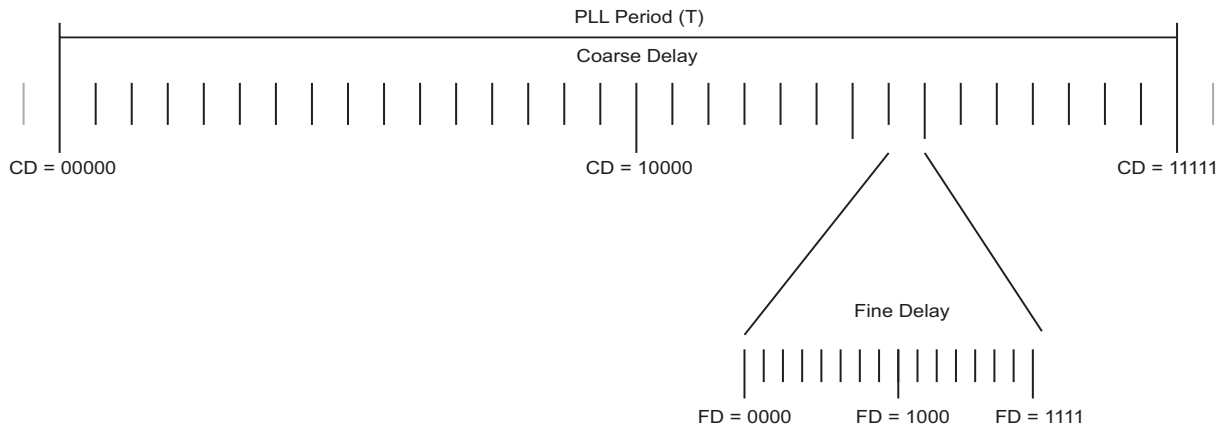 PLL Period (T)
Coarse Delay
CD = 00000
CD = 10000
CD = 11111
Fine Delay
FD = 0000
FD = 1000
FD = 1111